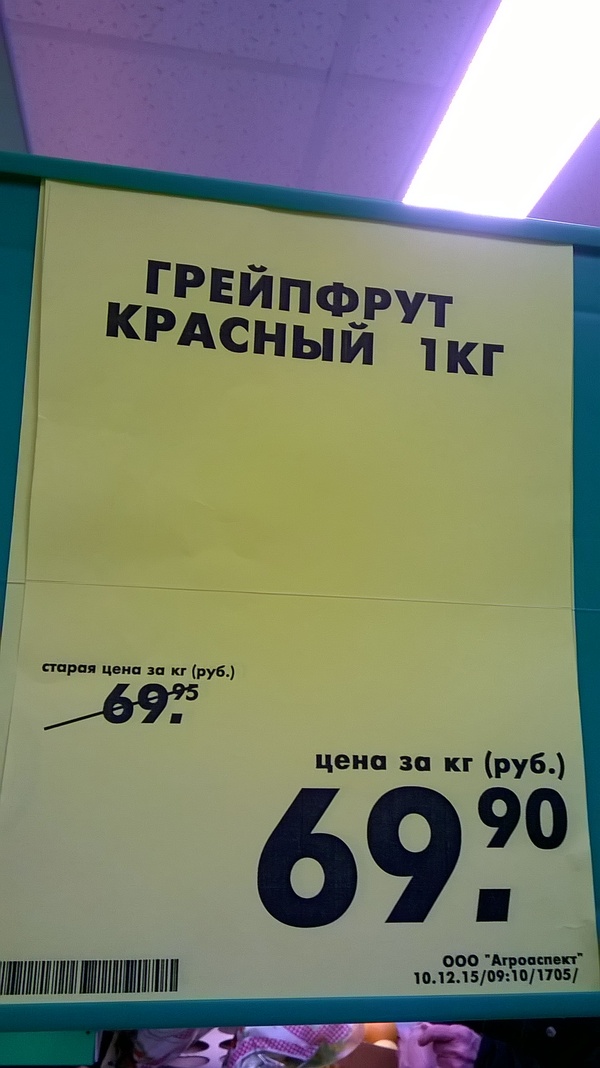 ГРЕЙПФРУТ
КРАСНЫЙ 1КГ
старая цена за кг (руб.)
69.95
цена за кг (руб.)
69.90
ООО "Агроаспект"
10.12.15/09:10/1705/